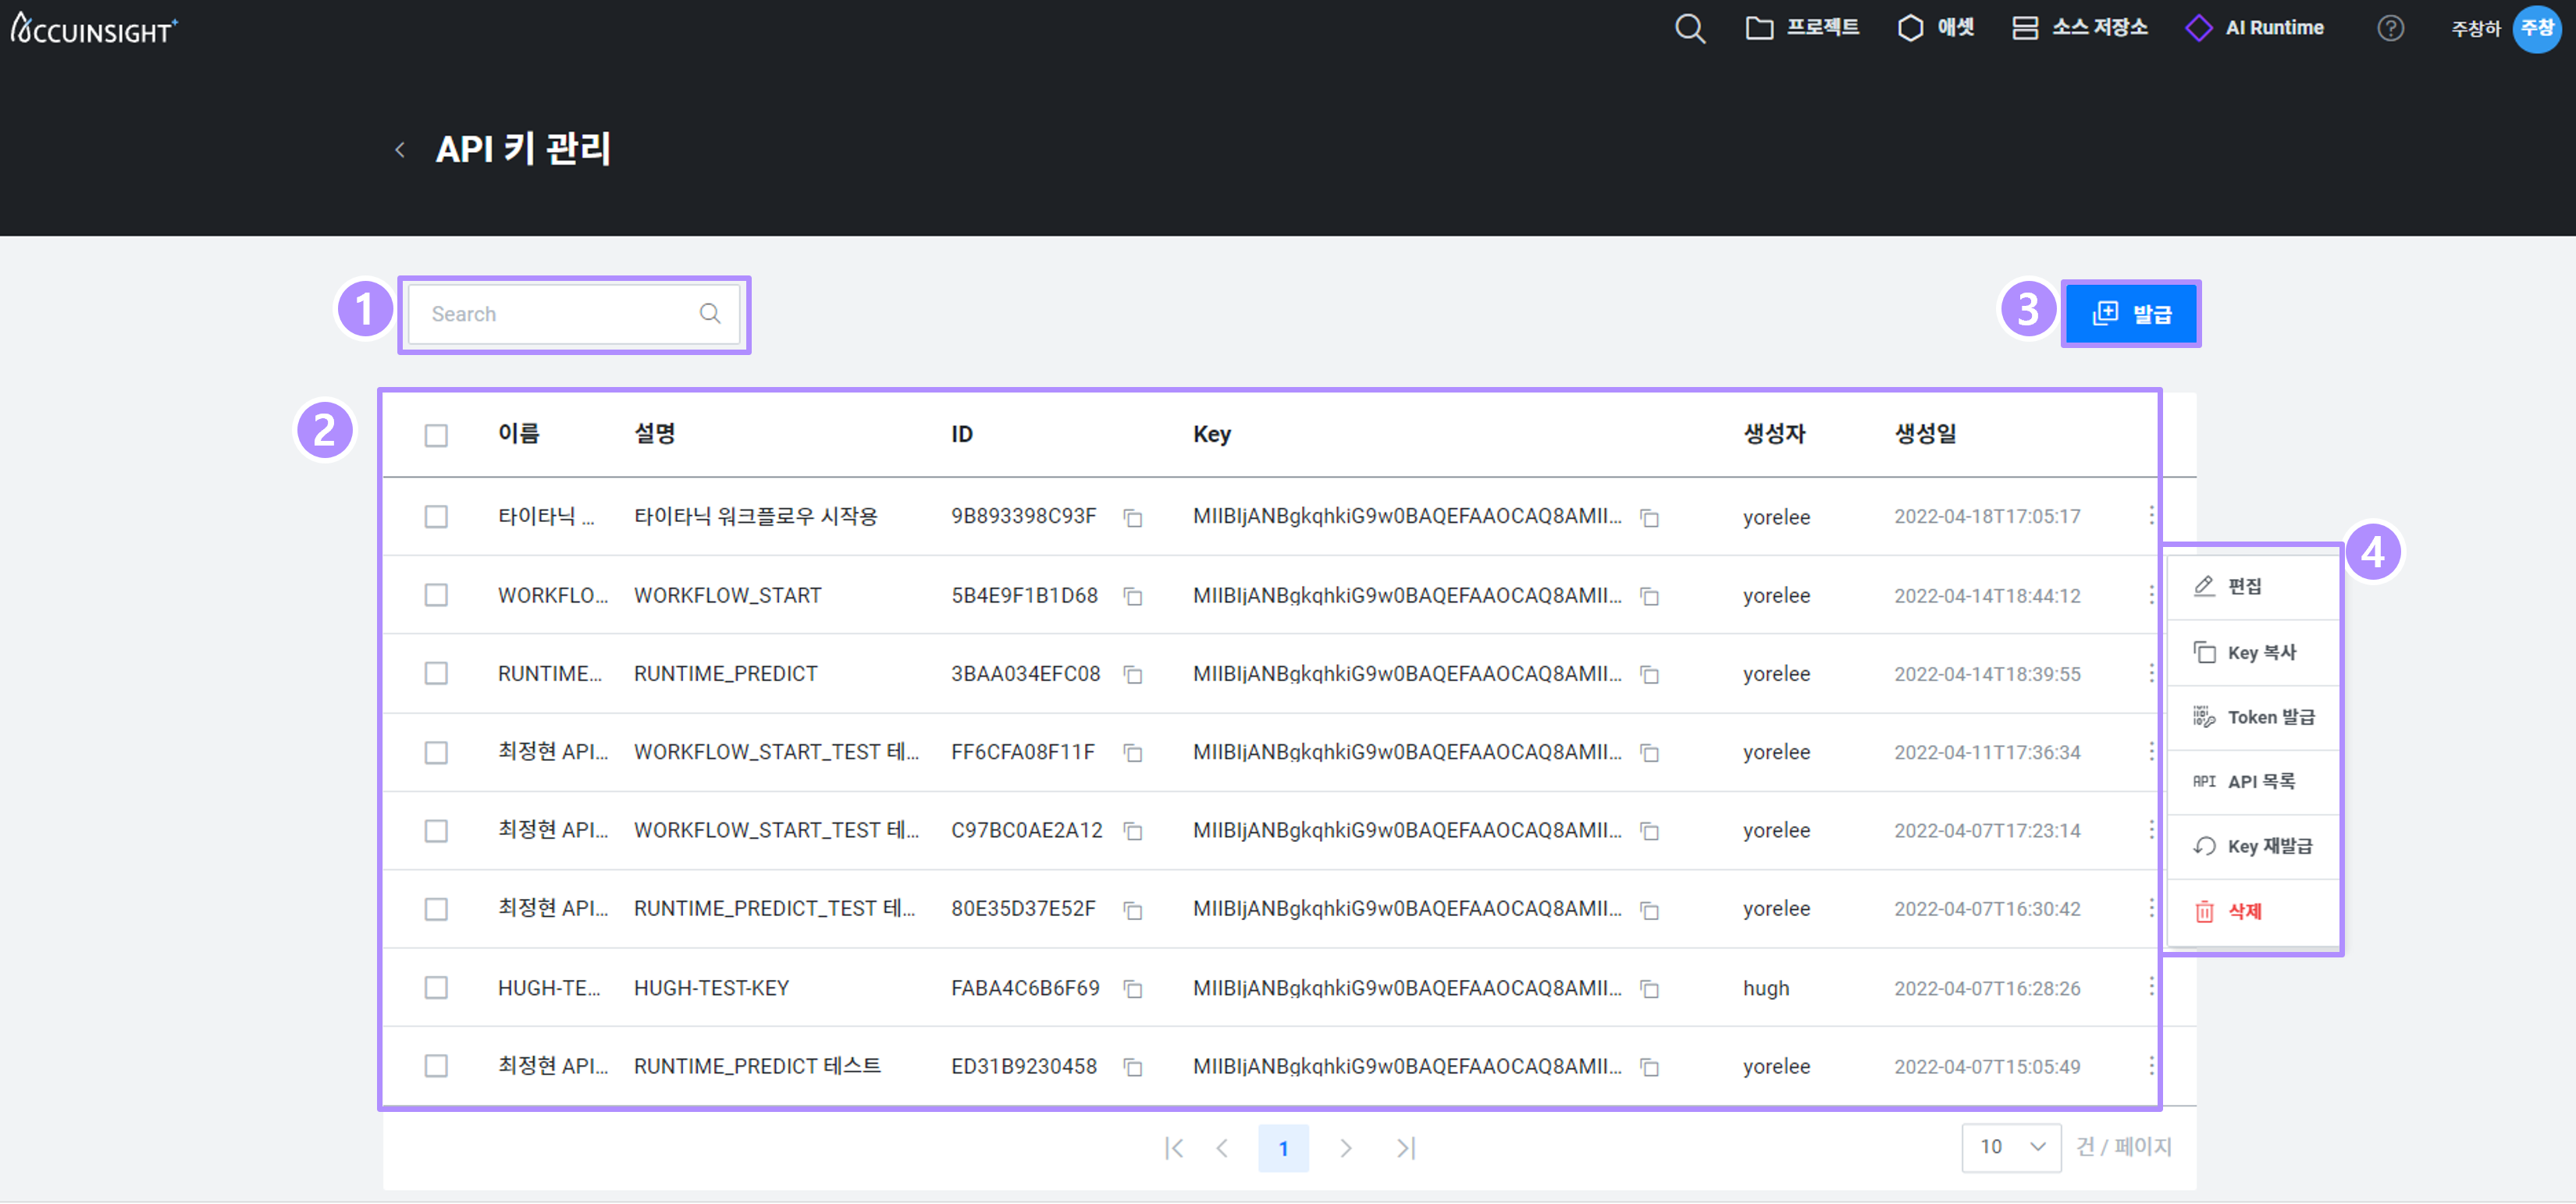 ACCUINSIGHT+
프로젝트
애셋
소스 저장소
AI Runtime
?
주창하
주창
API 키 관리
1
Search
3
발급
2
이름 설명 ID Key 생성자 생성일
타이타닉 ... 타이타닉 워크플로우 시작용 9B893398C93F MIIBIjANBgkqhkiG9w0BAQEFAAOCAQ8AMII... yorelee 2022-04-18T17:05:17
WORKFLO... WORKFLOW_START 5B4E9F1B1D68 MIIBIjANBgkqhkiG9w0BAQEFAAOCAQ8AMII... yorelee 2022-04-14T18:44:12
RUNTIME... RUNTIME_PREDICT 3BAA034EFC08 MIIBIjANBgkqhkiG9w0BAQEFAAOCAQ8AMII... yorelee 2022-04-14T18:39:55
최정현 API... WORKFLOW_START_TEST 테... FF6CFA08F11F MIIBIjANBgkqhkiG9w0BAQEFAAOCAQ8AMII... yorelee 2022-04-11T17:36:34
최정현 API... WORKFLOW_START_TEST 테... C97BC0AE2A12 MIIBIjANBgkqhkiG9w0BAQEFAAOCAQ8AMII... yorelee 2022-04-07T17:23:14
최정현 API... RUNTIME_PREDICT_TEST 테... 80E35D37E52F MIIBIjANBgkqhkiG9w0BAQEFAAOCAQ8AMII... yorelee 2022-04-07T16:30:42
HUGH-TE... HUGH-TEST-KEY FABA4C6B6F69 MIIBIjANBgkqhkiG9w0BAQEFAAOCAQ8AMII... hugh 2022-04-07T16:28:26
최정현 API... RUNTIME_PREDICT 테스트 ED31B9230458 MIIBIjANBgkqhkiG9w0BAQEFAAOCAQ8AMII... yorelee 2022-04-07T15:05:49
4
편집
Key 복사
Token 발급
API API 목록
Key 재발급
삭제
1
10 건 / 페이지